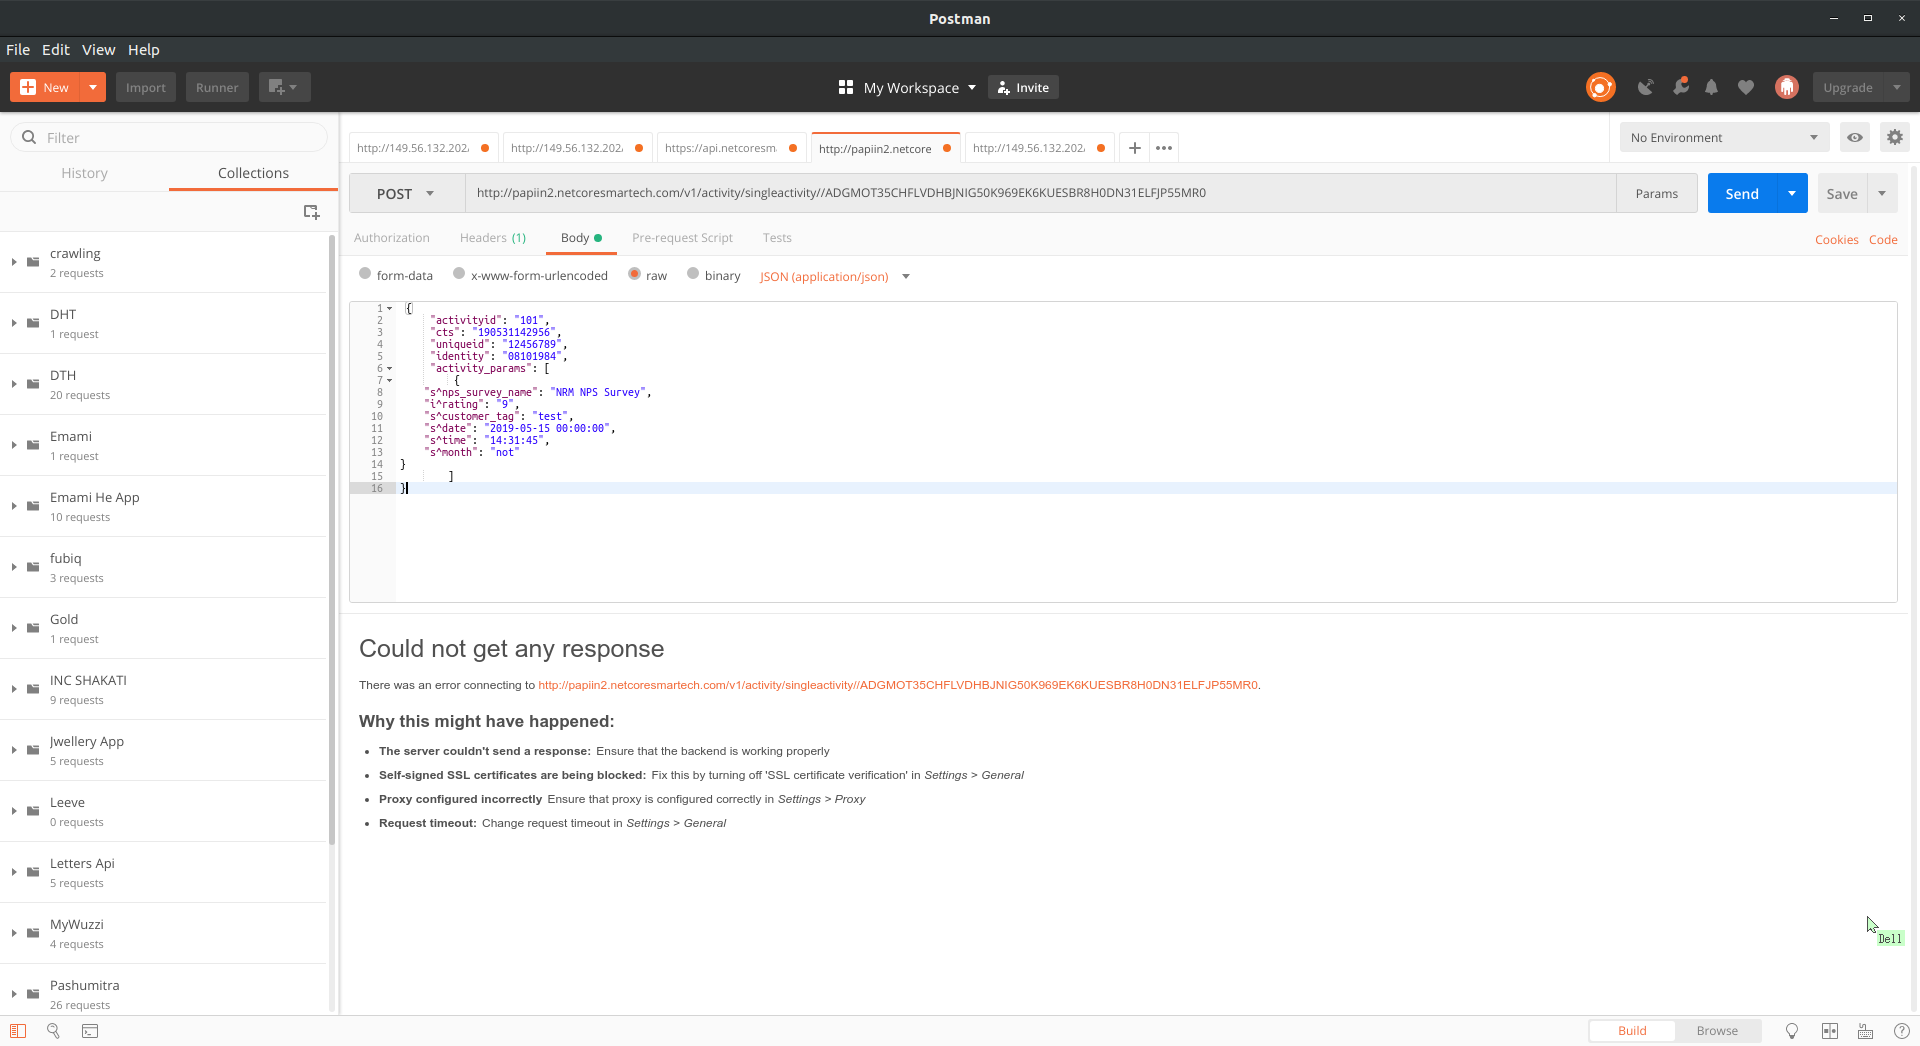 Postman
File Edit View Help
New Import Runner My Workspace Invite Upgrade
Filter
History Collections
crawling
2 requests
DHT
1 request
DTH
20 requests
Emami
1 request
Emami He App
10 requests
fubiq
3 requests
Gold
1 request
INC SHAKATI
9 requests
Jwellery App
5 requests
Leeve
0 requests
Letters Api
5 requests
MyWuzzi
4 requests
Pashumitra
26 requests
http://149.56.132.202/ http://149.56.132.202/ https://api.netcoresm. http://papiin2.netcore http://149.56.132.202/ No Environment
POST http://papiin2.netcoresmartech.com/v1/activity/singleactivity//ADGMOT35CHFLVDHBJNIG50K969EK6KUESBR8H0DN31ELFJP55MR0 Params Send Save
Authorization Headers (1) Body Pre-request Script Tests Cookies Code
form-data x-www-form-urlencoded raw binary JSON (application/json)
1 {
2 "activityid": "101",
3 "cts": "190531142956",
4 "uniqueid": "12456789",
5 "identity": "08101984",
6 "activity_params": [
7 {
8 "s^nps_survey_name": "NRM NPS Survey",
9 "i^rating": "9",
10 "s^customer_tag": "test",
11 "s^date": "2019-05-15 00:00:00",
12 "s^time": "14:31:45",
13 "s^month": "not"
14 }
15 ]
16 }
Could not get any response
There was an error connecting to http://papiin2.netcoresmartech.com/v1/activity/singleactivity//ADGMOT35CHFLVDHBJNIG50K969EK6KUESBR8H0DN31ELFJP55MR0.
Why this might have happened:
• The server couldn't send a response: Ensure that the backend is working properly
• Self-signed SSL certificates are being blocked: Fix this by turning off 'SSL certificate verification' in Settings > General
• Proxy configured incorrectly Ensure that proxy is configured correctly in Settings > Proxy
• Request timeout: Change request timeout in Settings > General
Dell
Build Browse